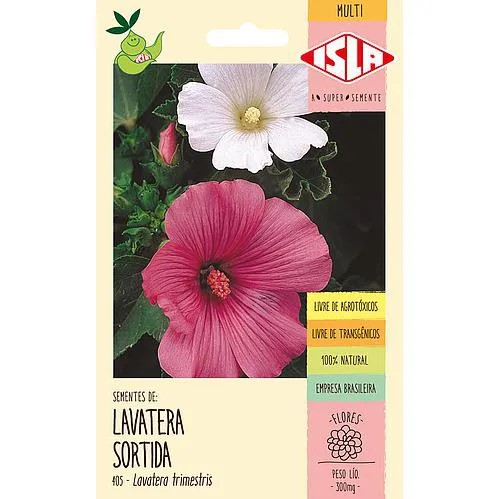 MULTI
ISLA
A SUPER SEMENTE
LIVRE DE AGROTÓXICOS
LIVRE DE TRANSGÊNICOS
100% NATURAL
EMPRESA BRASILEIRA
SEMENTES DE:
LAVATERA
SORTIDA
405 - Lavatera trimestris
- FLORES -
PESO LÍQ.
- 300mg -